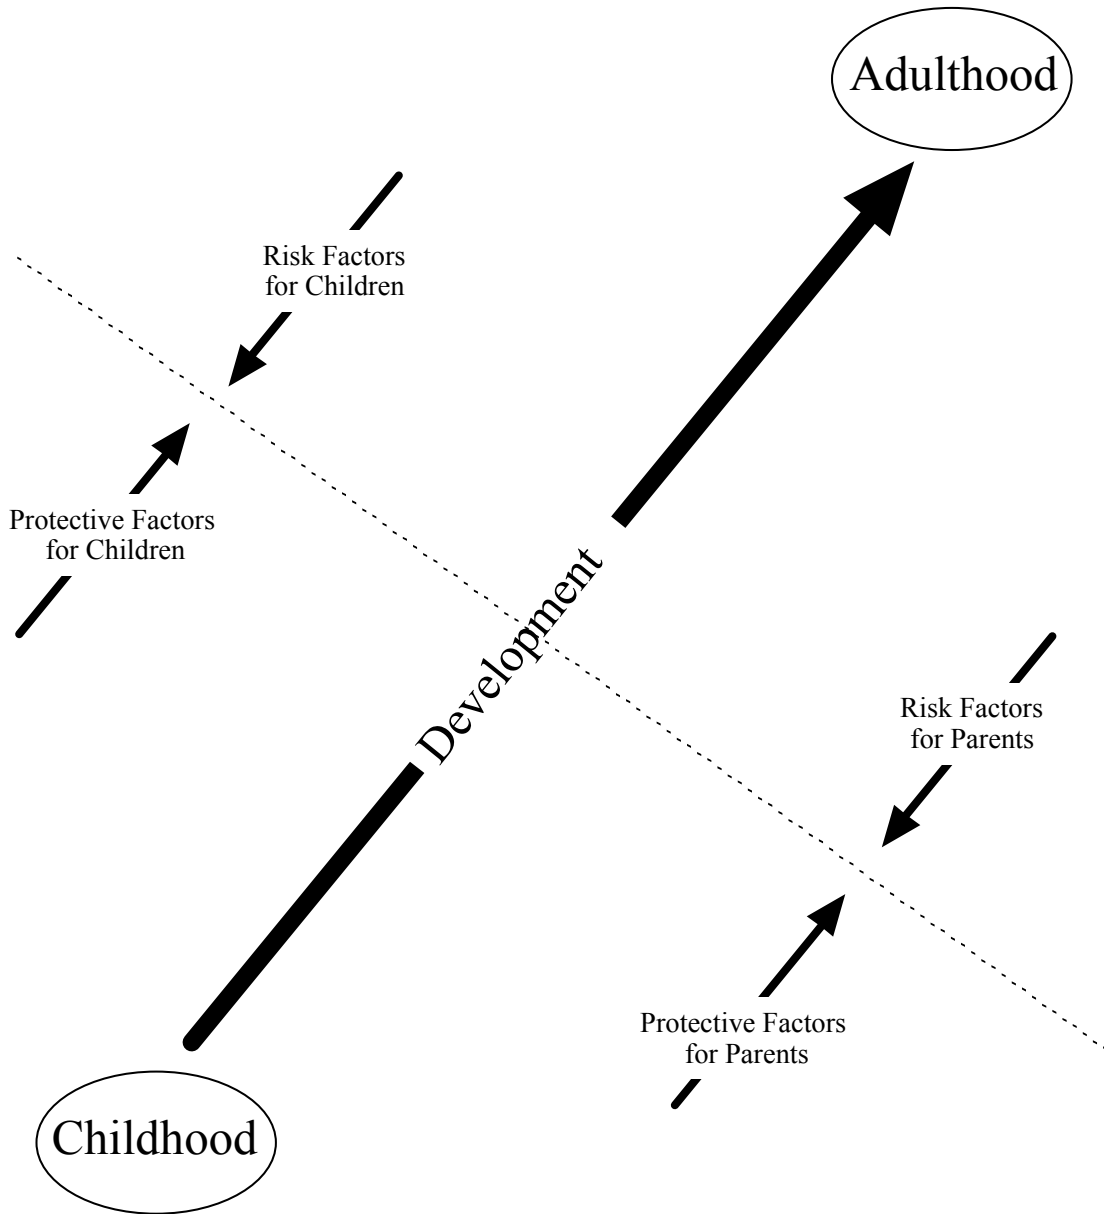 Adulthood
Risk Factors
for Children
Protective Factors
for Children
Development
Risk Factors
for Parents
Protective Factors
for Parents
Childhood